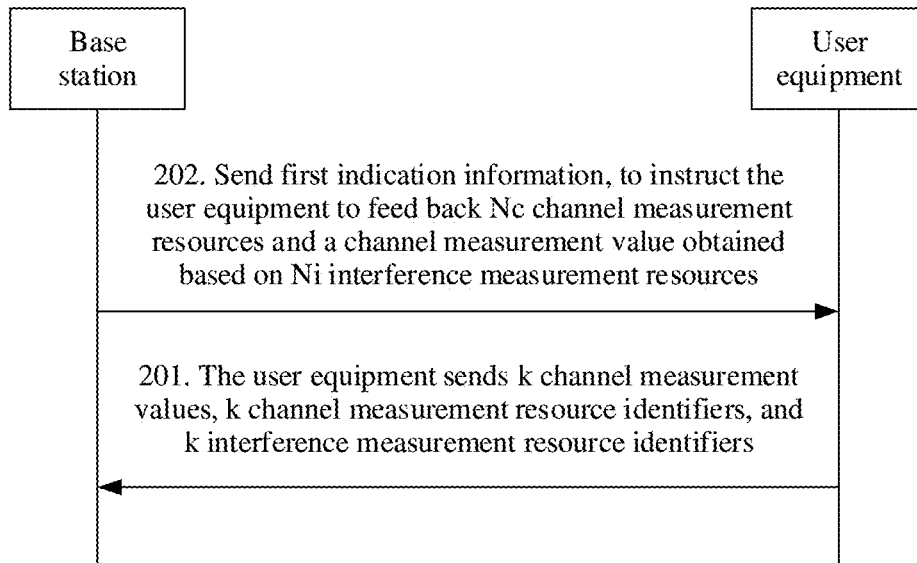 Base
station
User
equipment
202. Send first indication information, to instruct the
user equipment to feed back Nc channel measurement
resources and a channel measurement value obtained
based on Ni interference measurement resources
201. The user equipment sends k channel measurement
values, k channel measurement resource identifiers, and
k interference measurement resource identifiers